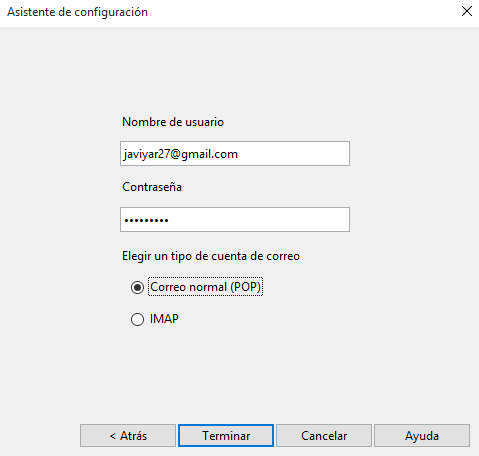 Asistente de configuración
Nombre de usuario
javiyar27@gmail.com
Contraseña
•••••••••
Elegir un tipo de cuenta de correo
Correo normal (POP)
IMAP
< Atrás
Terminar
Cancelar
Ayuda